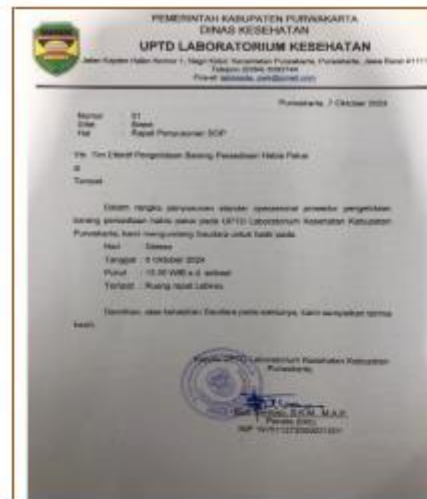 PEMERINTAH KABUPATEN PURWAKARTA
DINAS KESEHATAN
UPTD LABORATORIUM KESEHATAN
Purwakarta, 7 Oktober 2024
Nomor :
Sifat : Biasa
Hal : Rapat Penyusunan SOP
Yth. Tim Efektif Pengelolaan Barang Persediaan Habis Pakai
di
Tempat
Dalam rangka penyusunan standar operasional prosedur pengelolaan
barang persediaan habis pakai pada UPTD Laboratorium Kesehatan Kabupaten
Purwakarta, kami mengundang Saudara untuk hadir pada:
Hari : Selasa
Tanggal : 8 Oktober 2024
Pukul : WIB s.d. selesai
Tempat : Ruang rapat Labkes
Demikian, atas kehadiran Saudara pada waktunya, kami sampaikan terima
kasih.
Kepala UPTD Laboratorium Kesehatan Kabupaten
Purwakarta,
S.K.M., M.A.P.
Penata
NIP